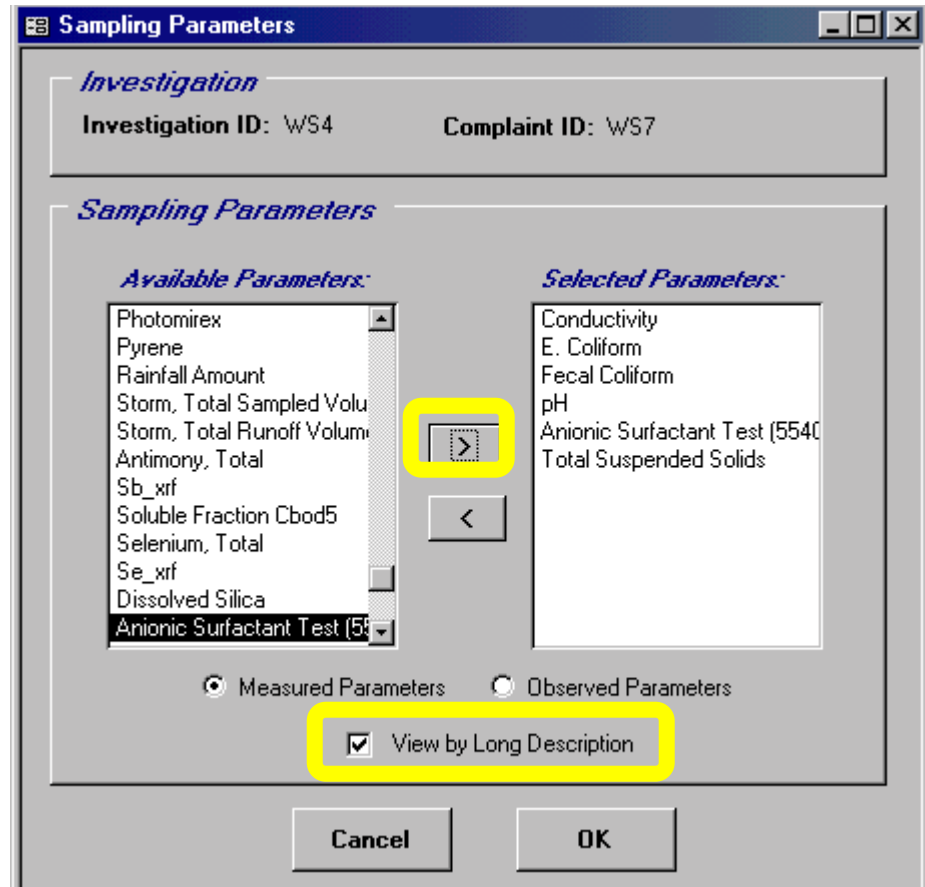 Sampling Parameters
Investigation
Investigation ID: WS4 Complaint ID: WS7
Sampling Parameters
Available Parameters:
Photomirex
Pyrene
Rainfall Amount
Storm, Total Sampled Volu
Storm, Total Runoff Volum
Antimony, Total
Sb_xrf
Soluble Fraction Cbod5
Selenium, Total
Se_xrf
Dissolved Silica
Anionic Surfactant Test (55
>
<
Selected Parameters:
Conductivity
E. Coliform
Fecal Coliform
pH
Anionic Surfactant Test (5540
Total Suspended Solids
Measured Parameters Observed Parameters
View by Long Description
Cancel OK